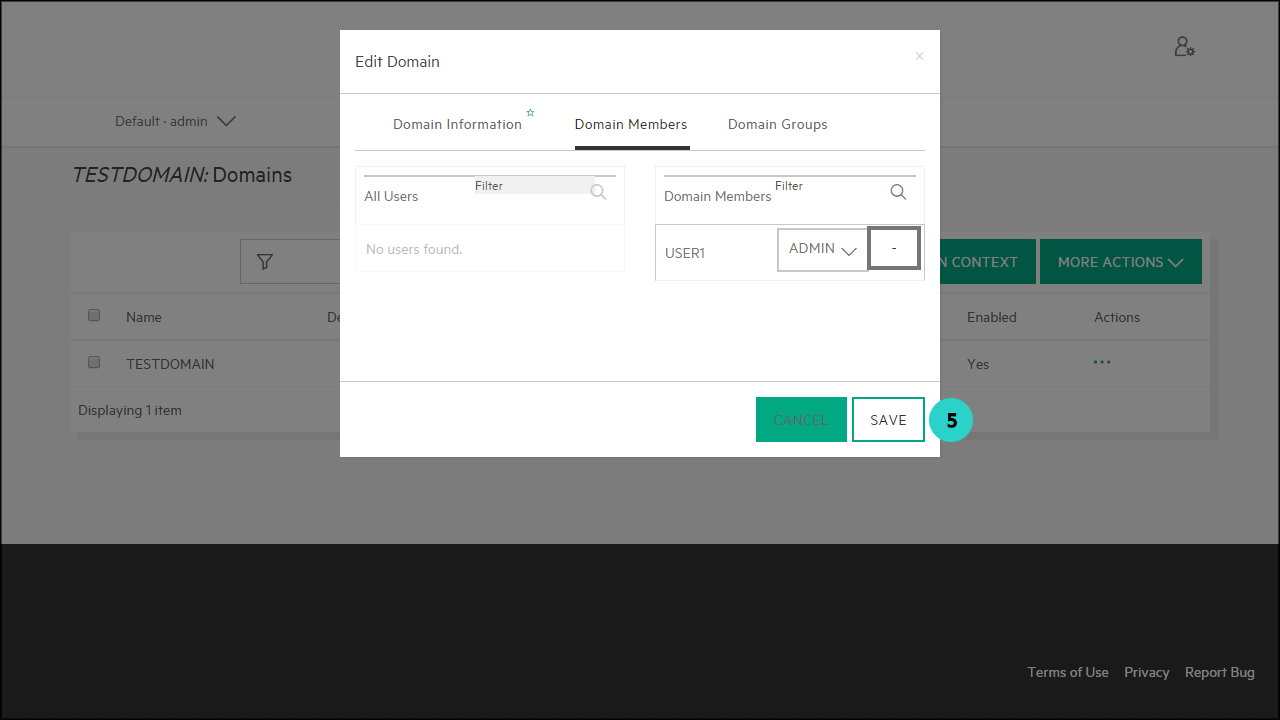 Edit Domain
×
Default · admin
Domain Information
Domain Members
Domain Groups
TESTDOMAIN: Domains
All Users
Filter
Domain Members
Filter
No users found.
USER1
ADMIN
-
N CONTEXT
MORE ACTIONS
Name
De
Enabled
Actions
TESTDOMAIN
Yes
Displaying 1 item
CANCEL
SAVE
5
Terms of Use
Privacy
Report Bug